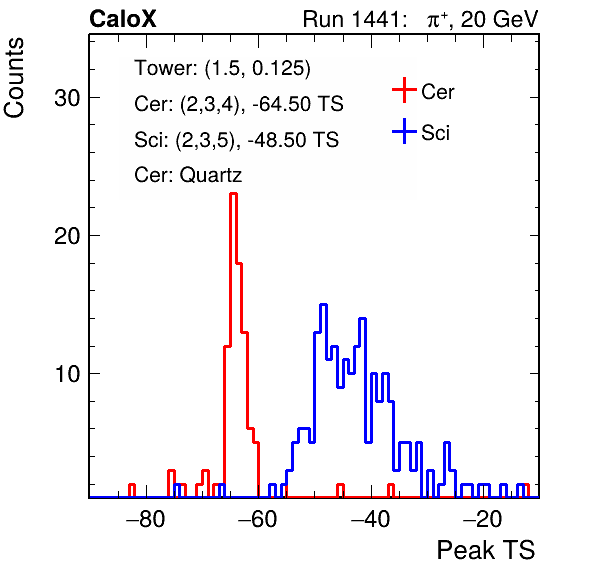 CaloX Run 1441: π⁺, 20 GeV
Counts
Tower: (1.5, 0.125)
Cer: (2,3,4), -64.50 TS
Sci: (2,3,5), -48.50 TS
Cer: Quartz
Cer
Sci
30
20
10
−80 −60 −40 −20
Peak TS